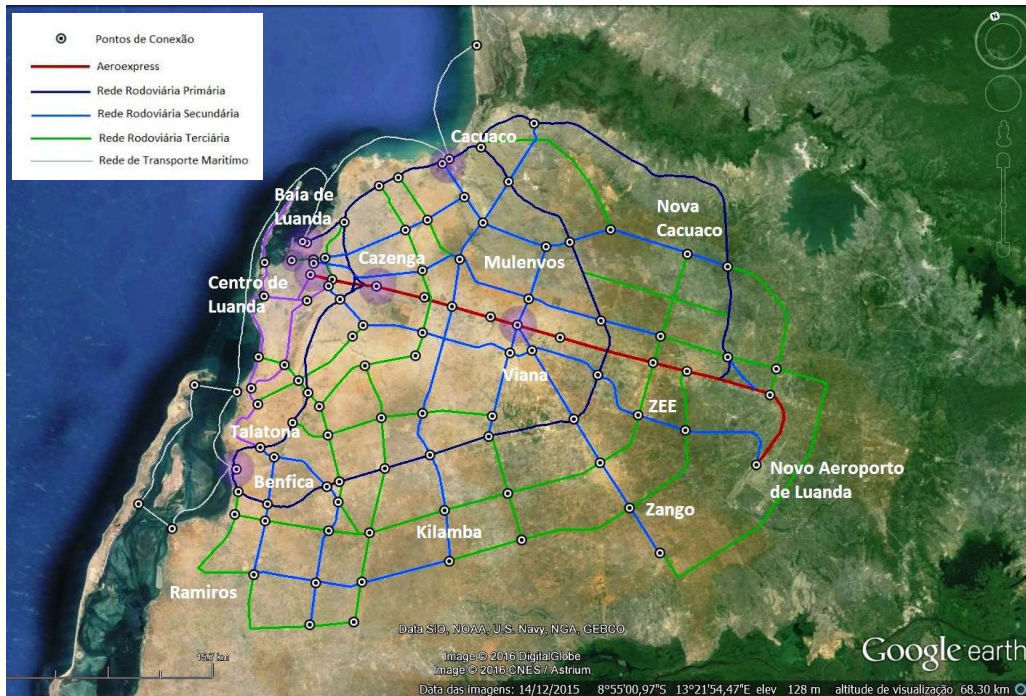 Pontos de Conexão
Aeroexpress
Rede Rodoviária Primária
Rede Rodoviária Secundária
Rede Rodoviária Terciária
Rede de Transporte Marítimo
N
Cacuaco
Baía de
Luanda
Nova
Cacuaco
Cazenga
Mulenvos
Centro de
Luanda
Viana
ZEE
Talatona
Benfica
Novo Aeroporto
de Luanda
Zango
Kilamba
Ramiros
Data SIO, NOAA, U.S. Navy, NGA, GEBCO
Image © 2016 DigitalGlobe
Image © 2016 CNES / Astrium
15.7 km
Google earth
Data das imagens: 14/12/2015 8°55'00,97"S 13°21'54,47"E elev 128 m altitude de visualização 68.30 km